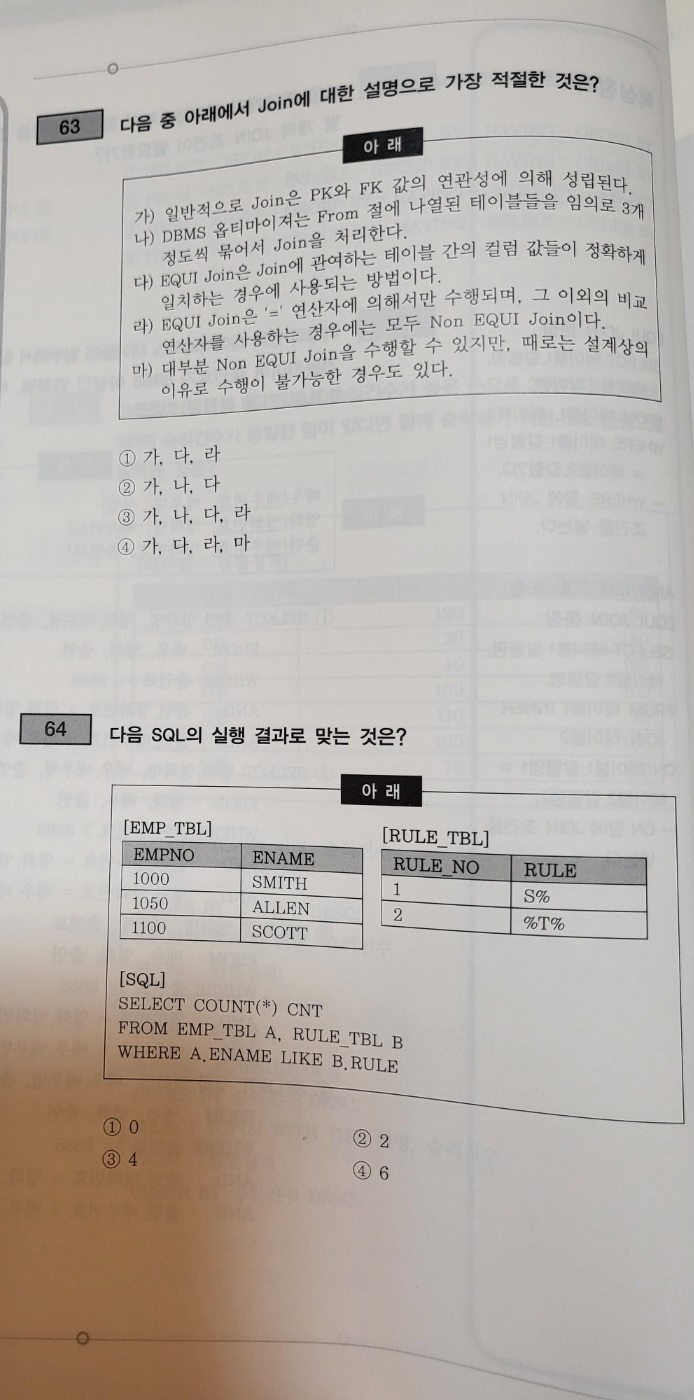 63 다음 중 아래에서 Join에 대한 설명으로 가장 적절한 것은?
아 래
가) 일반적으로 Join은 PK와 FK 값의 연관성에 의해 성립된다.
나) DBMS 옵티마이져는 From 절에 나열된 테이블들을 임의로 3개
정도씩 묶어서 Join을 처리한다.
다) EQUI Join은 Join에 관여하는 테이블 간의 컬럼 값들이 정확하게
일치하는 경우에 사용되는 방법이다.
라) EQUI Join은 '=' 연산자에 의해서만 수행되며, 그 이외의 비교
연산자를 사용하는 경우에는 모두 Non EQUI Join이다.
마) 대부분 Non EQUI Join을 수행할 수 있지만, 때로는 설계상의
이유로 수행이 불가능한 경우도 있다.
① 가, 다, 라
② 가, 나, 다
③ 가, 나, 다, 라
④ 가, 다, 라, 마
64 다음 SQL의 실행 결과로 맞는 것은?
아 래
[EMP_TBL]
EMPNO ENAME
1000 SMITH
1050 ALLEN
1100 SCOTT
[RULE_TBL]
RULE_NO RULE
1 S%
2 %T%
[SQL]
SELECT COUNT(*) CNT
FROM EMP_TBL A, RULE_TBL B
WHERE A.ENAME LIKE B.RULE
① 0
② 2
③ 4
④ 6